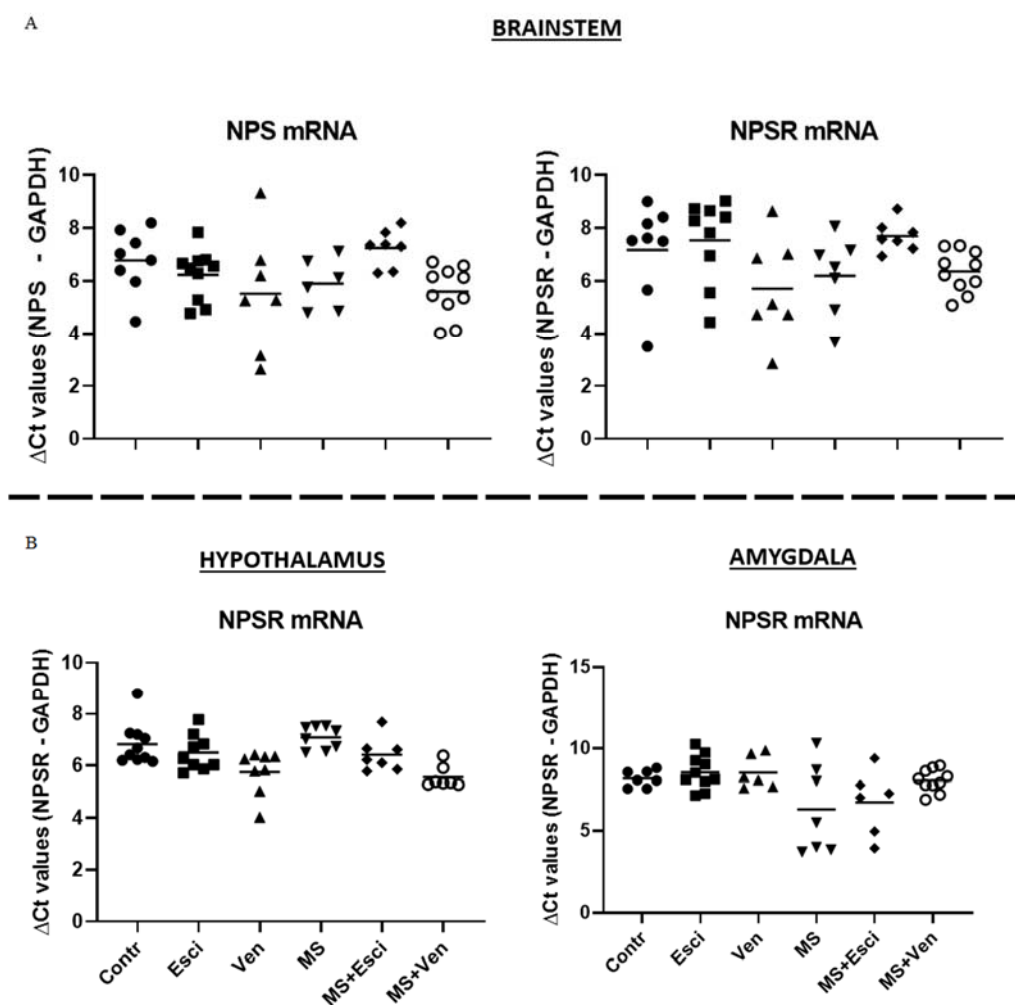 A
BRAINSTEM
NPS mRNA
NPSR mRNA
ΔCt values (NPS - GAPDH)
10
8
6
4
2
0
ΔCt values (NPSR - GAPDH)
10
8
6
4
2
0
B
HYPOTHALAMUS
AMYGDALA
NPSR mRNA
NPSR mRNA
ΔCt values (NPSR - GAPDH)
10
8
6
4
2
0
Contr
Esci
Ven
MS
MS+Esci
MS+Ven
ΔCt values (NPSR - GAPDH)
15
10
5
0
Contr
Esci
Ven
MS
MS+Esci
MS+Ven